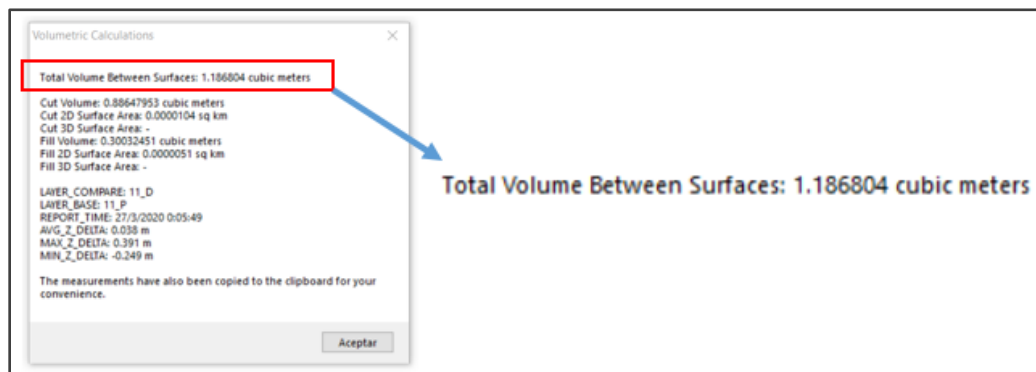 Volumetric Calculations
Total Volume Between Surfaces: 1.186804 cubic meters
Cut Volume: 0.88647953 cubic meters
Cut 2D Surface Area: 0.0000104 sq km
Cut 3D Surface Area: -
Fill Volume: 0.30032451 cubic meters
Fill 2D Surface Area: 0.0000051 sq km
Fill 3D Surface Area: -
LAYER_COMPARE: 11_D
LAYER_BASE: 11_P
REPORT_TIME: 27/3/2020 0:05:49
AVG_Z_DELTA: 0.038 m
MAX_Z_DELTA: 0.391 m
MIN_Z_DELTA: -0.249 m
The measurements have also been copied to the clipboard for your
convenience.
Aceptar
Total Volume Between Surfaces: 1.186804 cubic meters